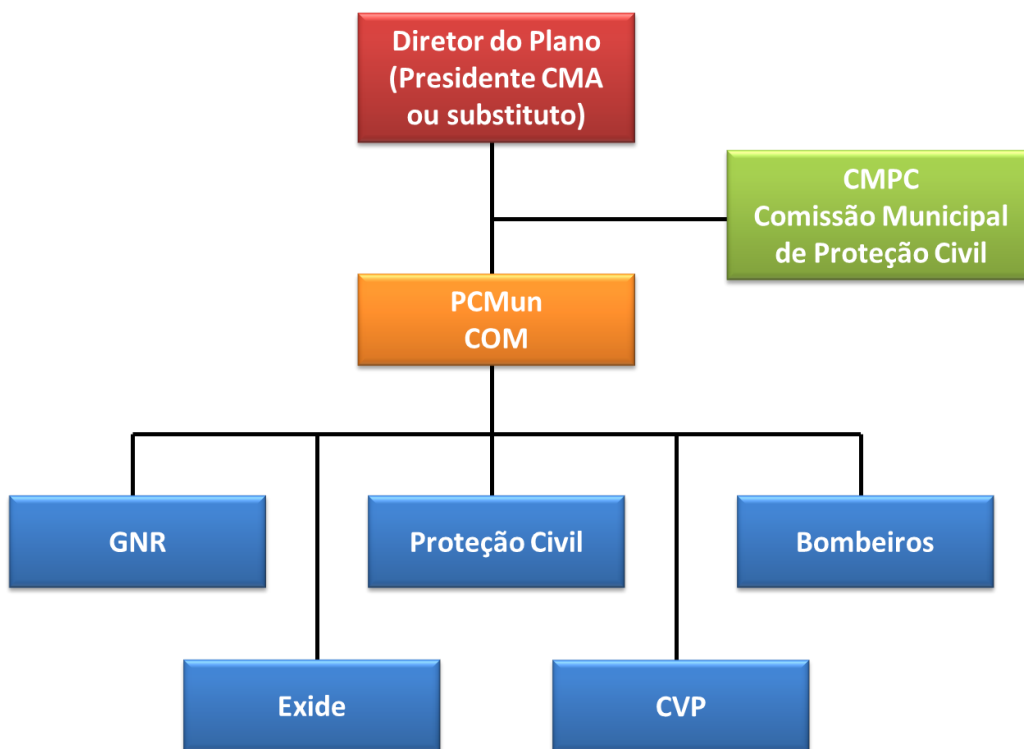 Diretor do Plano
(Presidente CMA
ou substituto)
CMPC
Comissão Municipal
de Proteção Civil
PCMun
COM
GNR
Proteção Civil
Bombeiros
Exide
CVP